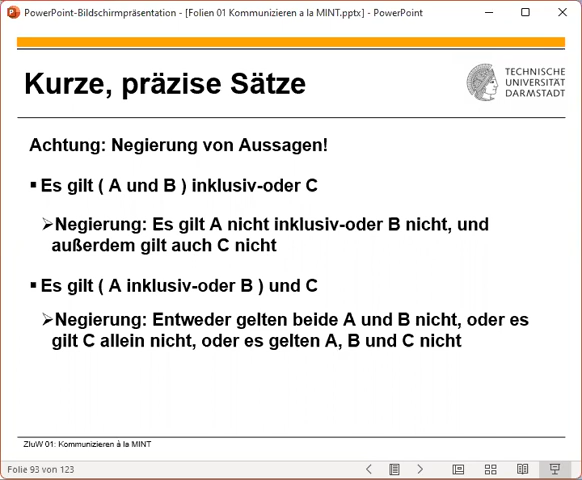 PowerPoint-Bildschirmpräsentation - [Folien 01 Kommunizieren a la MINT.pptx] - PowerPoint
Kurze, präzise Sätze
TECHNISCHE
UNIVERSITÄT
DARMSTADT
Achtung: Negierung von Aussagen!
▪ Es gilt ( A und B ) inklusiv-oder C
➢Negierung: Es gilt A nicht inklusiv-oder B nicht, und
außerdem gilt auch C nicht
▪ Es gilt ( A inklusiv-oder B ) und C
➢Negierung: Entweder gelten beide A und B nicht, oder es
gilt C allein nicht, oder es gelten A, B und C nicht
ZIuW 01: Kommunizieren à la MINT
Folie 93 von 123